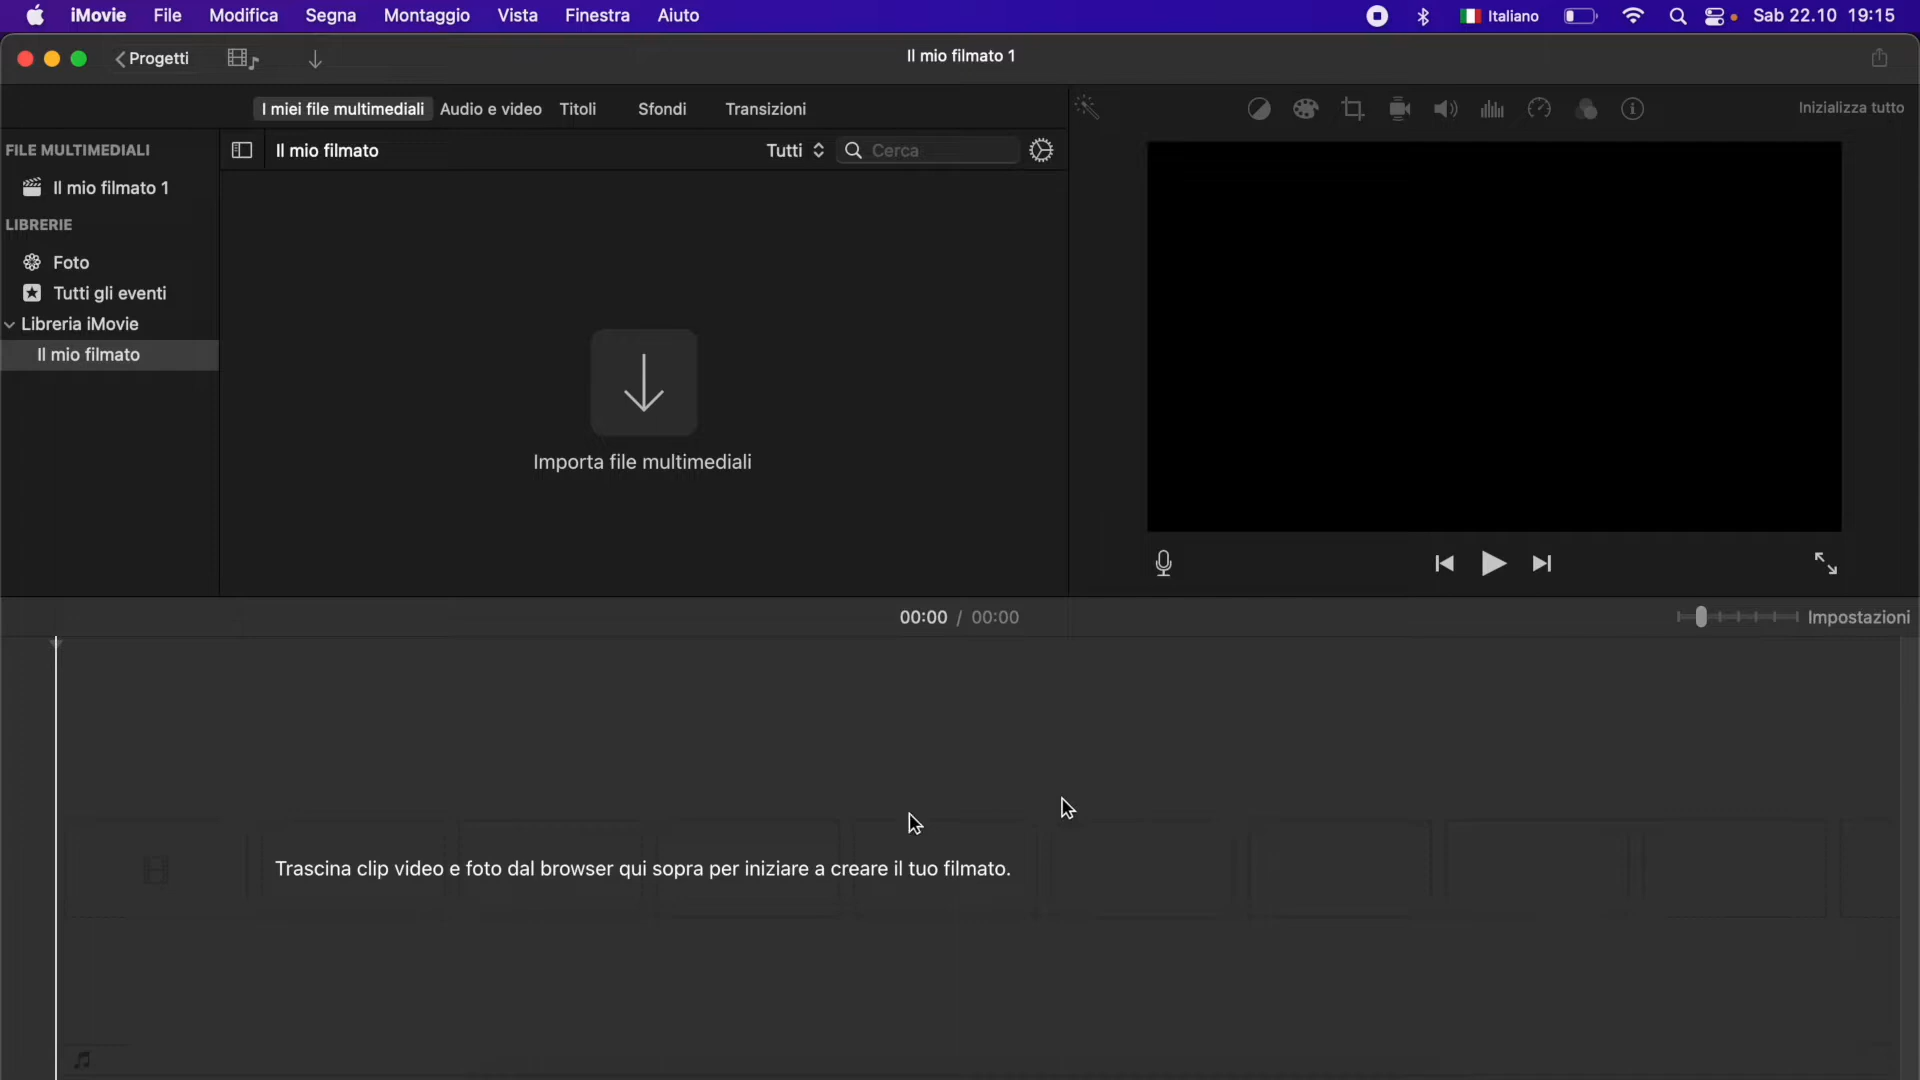 iMovie File Modifica Segna Montaggio Vista Finestra Aiuto Italiano Sab 22.10 19:15
Progetti Il mio filmato 1
I miei file multimediali Audio e video Titoli Sfondi Transizioni Inizializza tutto
FILE MULTIMEDIALI
Il mio filmato 1
LIBRERIE
Foto
Tutti gli eventi
Libreria iMovie
Il mio filmato
Il mio filmato Tutti Cerca
Importa file multimediali
00:00 / 00:00 Impostazioni
Trascina clip video e foto dal browser qui sopra per iniziare a creare il tuo filmato.